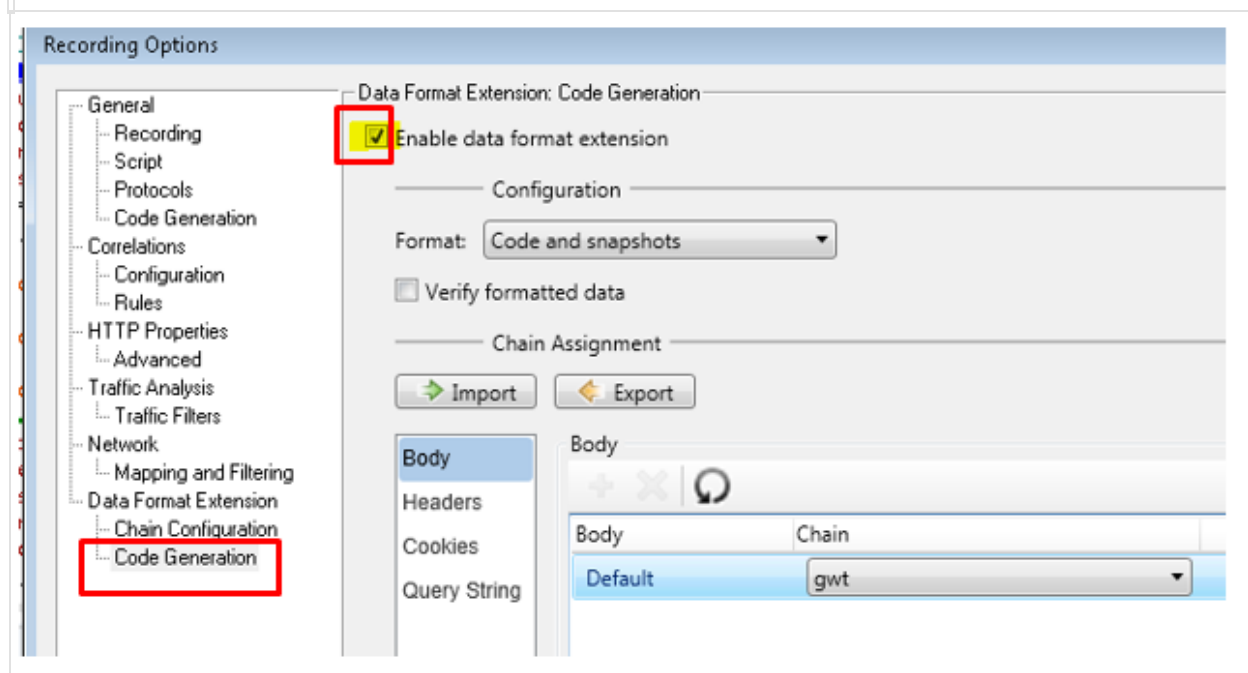 Recording Options
General
Recording
Script
Protocols
Code Generation
Correlations
Configuration
Rules
HTTP Properties
Advanced
Traffic Analysis
Traffic Filters
Network
Mapping and Filtering
Data Format Extension
Chain Configuration
Code Generation
Data Format Extension: Code Generation
Enable data format extension
Configuration
Format: Code and snapshots
Verify formatted data
Chain Assignment
Import Export
Body
Headers
Cookies
Query String
Body
Body Chain
Default gwt